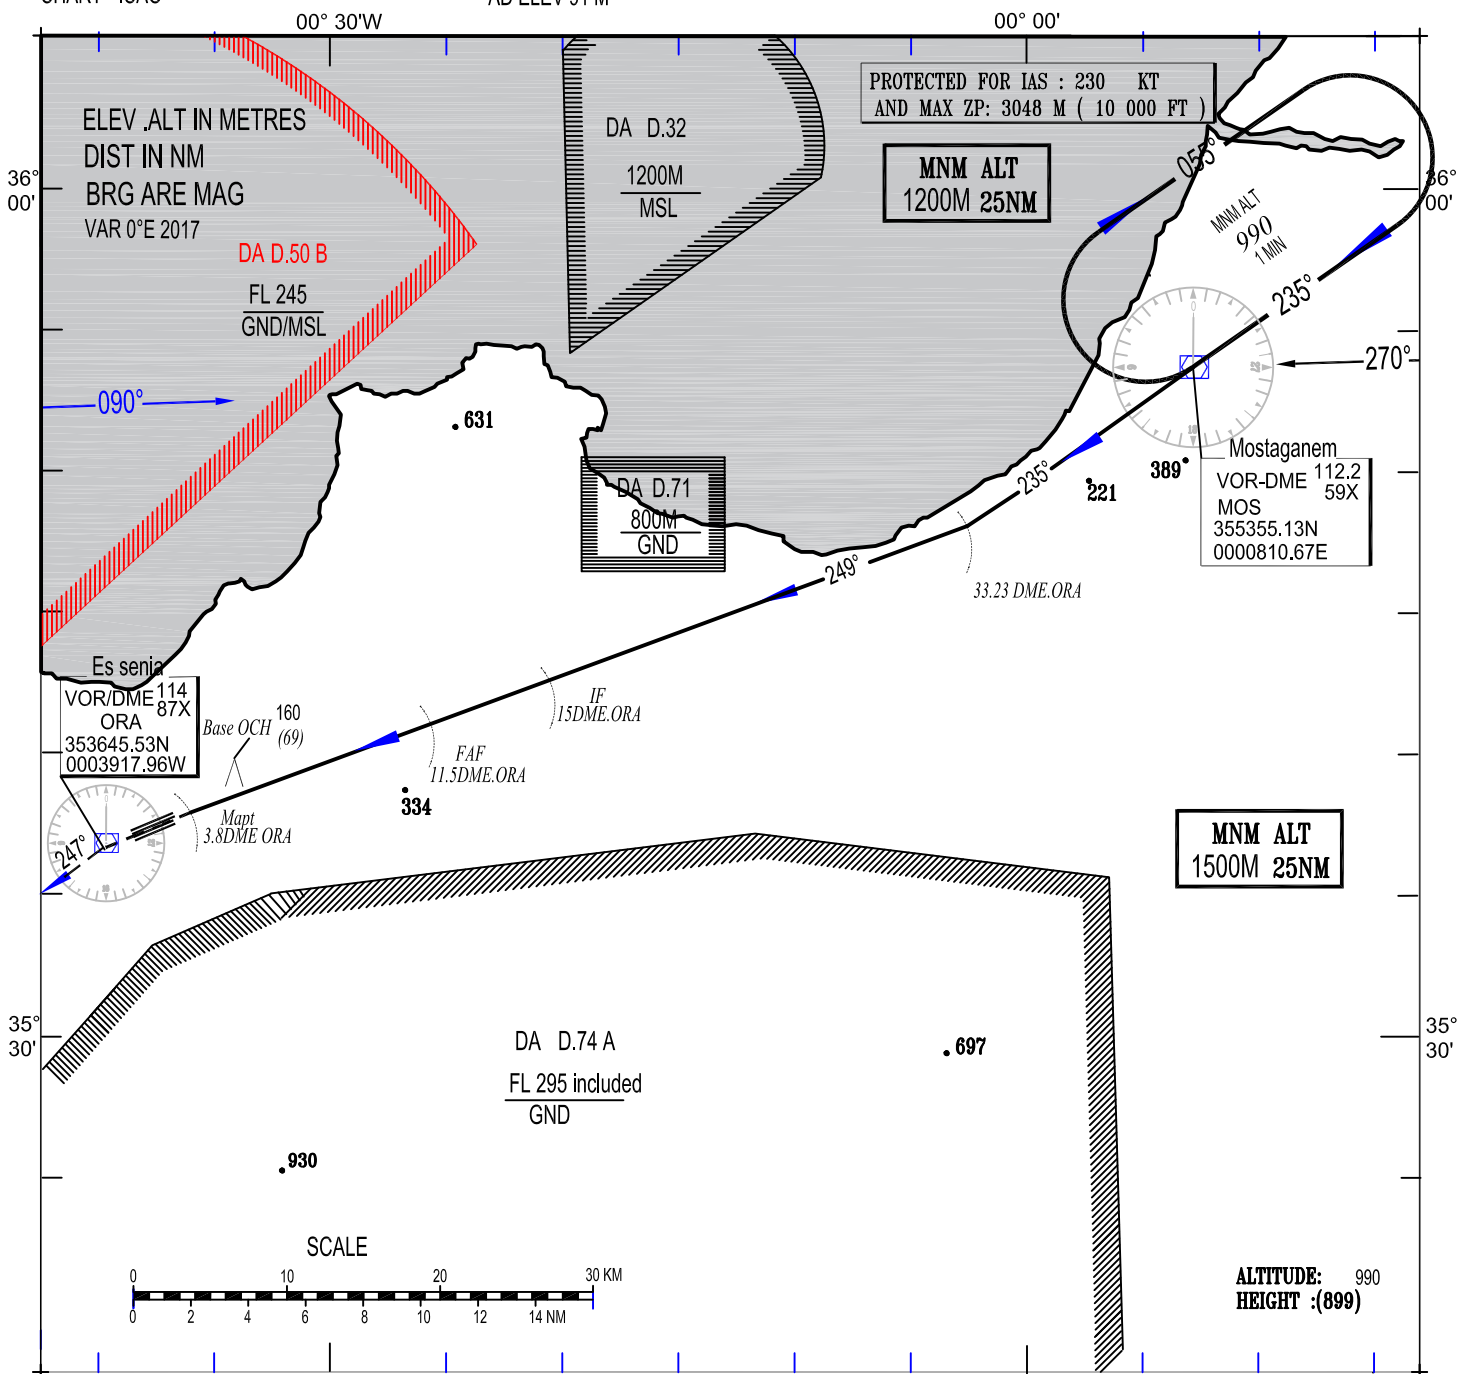 00° 30'W
00° 00'
PROTECTED FOR IAS : 230 KT
AND MAX ZP: 3048 M ( 10 000 FT )
ELEV .ALT IN METRES
DIST IN NM
BRG ARE MAG
VAR 0°E 2017
DA D.32
1200M
MSL
MNM ALT
1200M 25NM
055°
36°
00'
36°
00'
MNM ALT
990
1 MIN
DA D.50 B
FL 245
GND/MSL
235°
0
270°
090°
631
18
Mostaganem
VOR-DME 112.2
59X
MOS
355355.13N
0000810.67E
389
221
235°
DA D.71
800M
GND
249°
33.23 DME.ORA
Es senia
VOR/DME 114
87X
ORA
353645.53N
0003917.96W
Base OCH 160
(69)
IF
15DME.ORA
FAF
11.5DME.ORA
334
Mapt
3.8DME ORA
247°
MNM ALT
1500M 25NM
35°
30'
35°
30'
DA D.74 A
FL 295 included
GND
697
930
SCALE
0 10 20 30 KM
0 2 4 6 8 10 12 14 NM
ALTITUDE: 990
HEIGHT :(899)